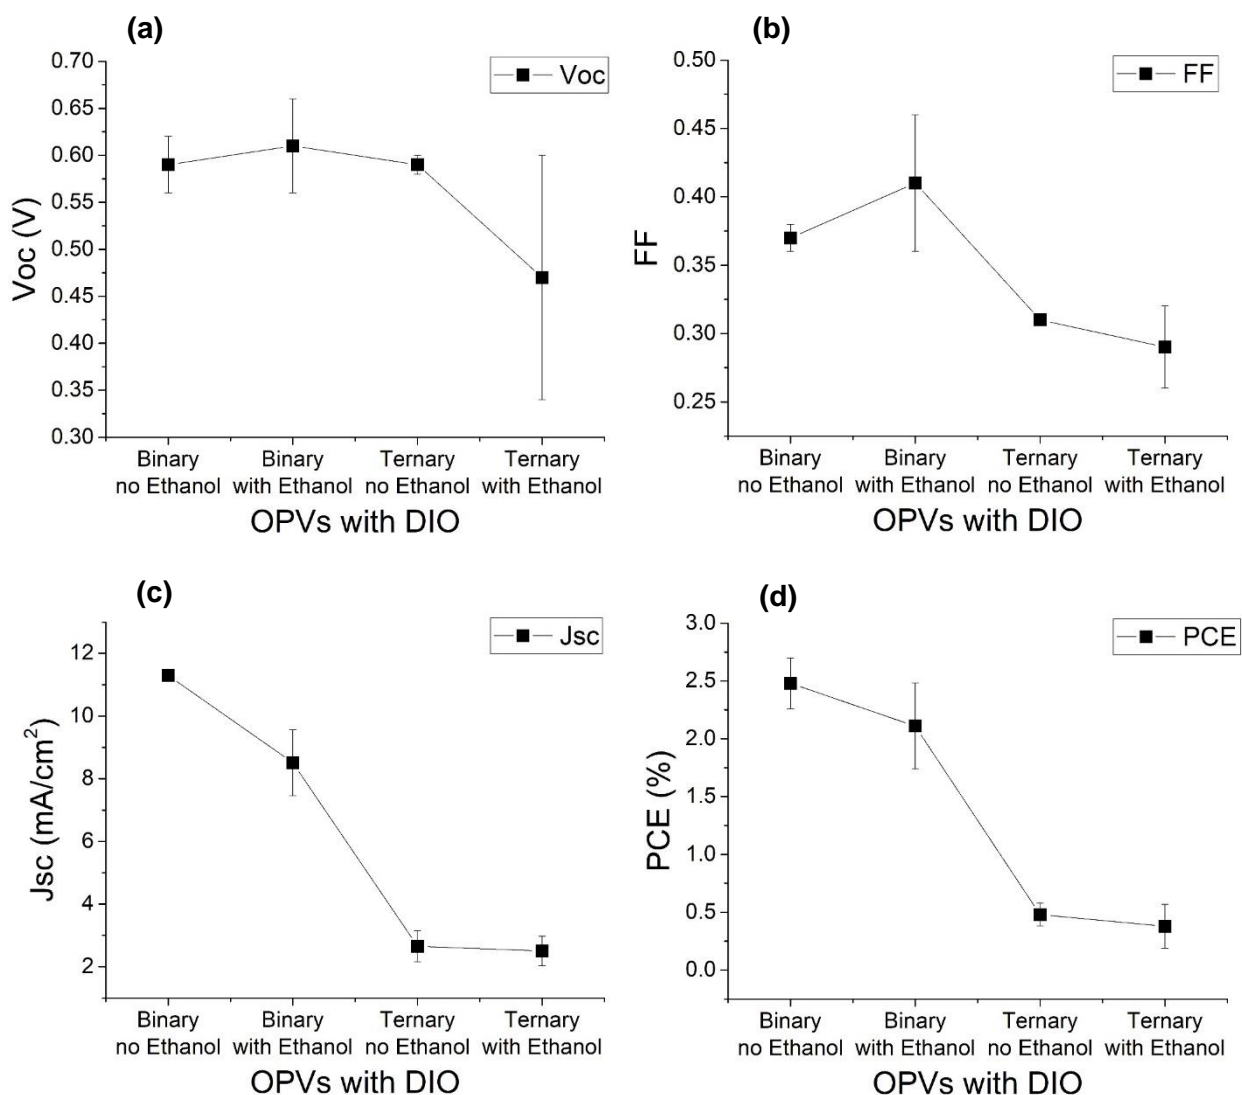 (a)
Voc
0.70
0.65
0.60
0.55
0.50
0.45
0.40
0.35
0.30
Voc (V)
Binary no Ethanol
Binary with Ethanol
Ternary no Ethanol
Ternary with Ethanol
OPVs with DIO
(b)
FF
0.50
0.45
0.40
0.35
0.30
0.25
FF
Binary no Ethanol
Binary with Ethanol
Ternary no Ethanol
Ternary with Ethanol
OPVs with DIO
(c)
Jsc
12
10
8
6
4
2
Jsc (mA/cm²)
Binary no Ethanol
Binary with Ethanol
Ternary no Ethanol
Ternary with Ethanol
OPVs with DIO
(d)
PCE
3.0
2.5
2.0
1.5
1.0
0.5
0.0
PCE (%)
Binary no Ethanol
Binary with Ethanol
Ternary no Ethanol
Ternary with Ethanol
OPVs with DIO